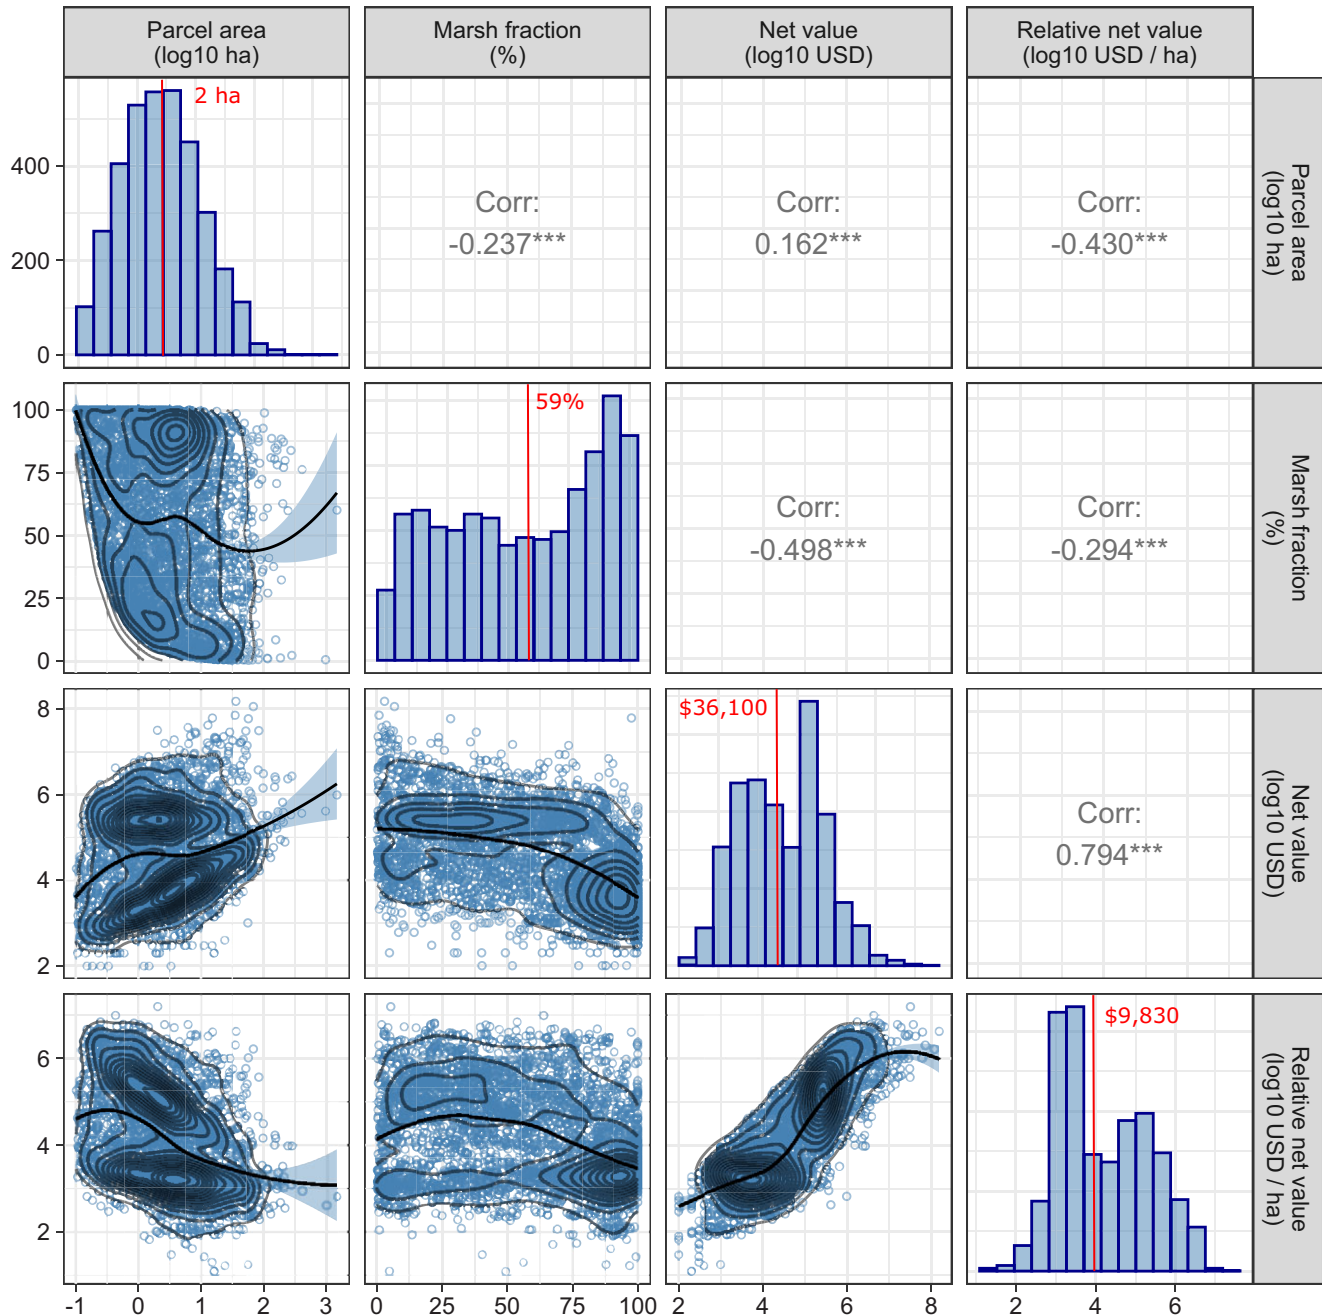 Parcel area
(log10 ha)
Marsh fraction
(%)
Net value
(log10 USD)
Relative net value
(log10 USD / ha)
2 ha
400
200
0
Corr:
-0.237***
Corr:
0.162***
Corr:
-0.430***
Parcel area
(log10 ha)
100
75
50
25
0
59%
Corr:
-0.498***
Corr:
-0.294***
Marsh fraction
(%)
8
6
4
2
$36,100
Corr:
0.794***
Net value
(log10 USD)
6
4
2
$9,830
Relative net value
(log10 USD / ha)
-1 0 1 2 3
0 25 50 75 100
2 4 6 8
2 4 6